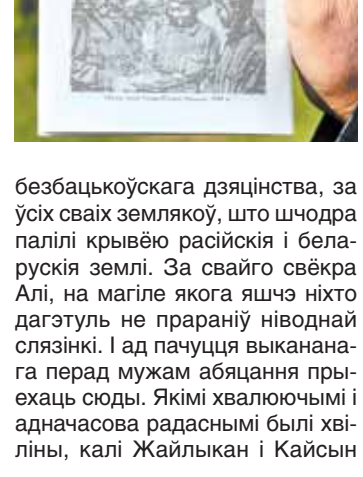 безбацькоўскага дзяцінства, за
ўсіх сваіх землякоў, што шчодра
палілі крывёю расійскія і бела-
рускія землі. За свайго свёкра
Алі, на магіле якога яшчэ ніхто
дагэтуль не прараніў ніводнай
слязінкі. І ад пачуцця выканана-
га перад мужам абяцання пры-
ехаць сюды. Якімі хвалюючымі і
адначасова радаснымі былі хві-
ліны, калі Жайлыкан і Кайсын